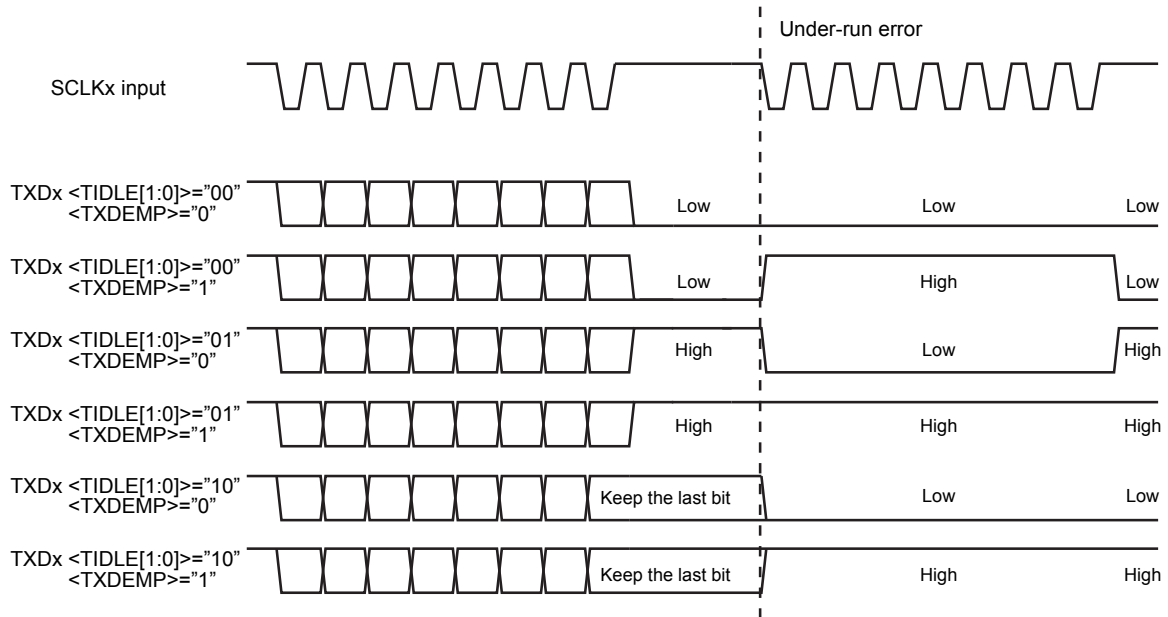 Under-run error
SCLKx input
TXDx <TIDLE[1:0]>=”00”
<TXDEMP>=”0”
Low Low Low
TXDx <TIDLE[1:0]>=”00”
<TXDEMP>=”1”
Low High Low
TXDx <TIDLE[1:0]>=”01”
<TXDEMP>=”0”
High Low High
TXDx <TIDLE[1:0]>=”01”
<TXDEMP>=”1”
High High High
TXDx <TIDLE[1:0]>=”10”
<TXDEMP>=”0”
Keep the last bit Low Low
TXDx <TIDLE[1:0]>=”10”
<TXDEMP>=”1”
Keep the last bit High High